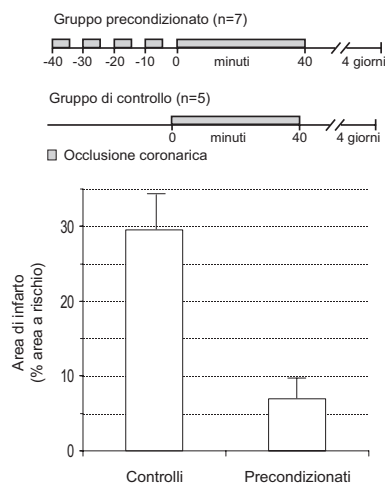 Gruppo precondizionato (n=7)
-40 -30 -20 -10 0 minuti 40 4 giorni
Gruppo di controllo (n=5)
0 minuti 40 4 giorni
Occlusione coronarica
Area di infarto
(% area a rischio)
30
20
10
0
Controlli Precondizionati